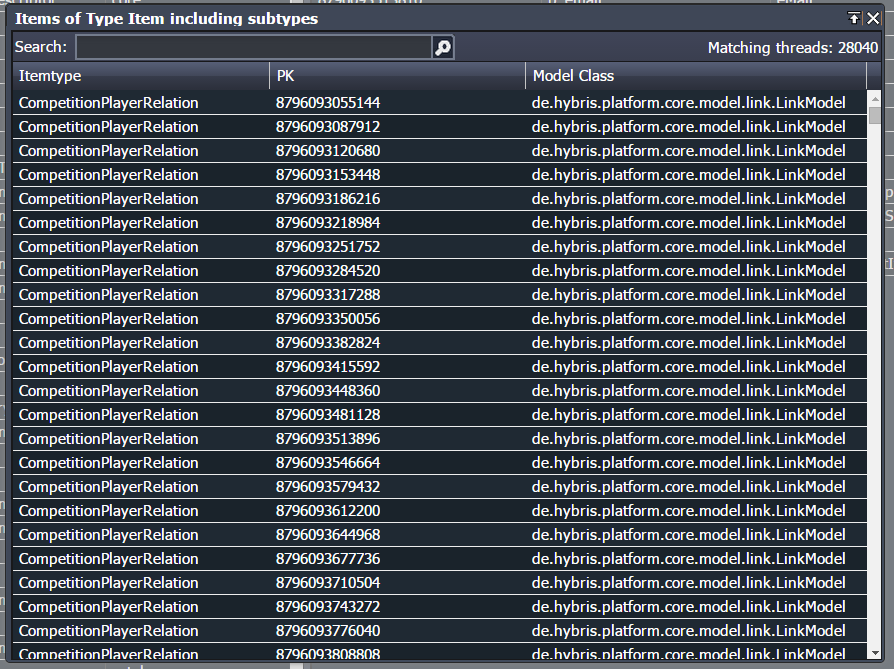 Items of Type Item including subtypes
Search: Matching threads: 28040
Itemtype PK Model Class
CompetitionPlayerRelation 8796093055144 de.hybris.platform.core.model.link.LinkModel
CompetitionPlayerRelation 8796093087912 de.hybris.platform.core.model.link.LinkModel
CompetitionPlayerRelation 8796093120680 de.hybris.platform.core.model.link.LinkModel
CompetitionPlayerRelation 8796093153448 de.hybris.platform.core.model.link.LinkModel
CompetitionPlayerRelation 8796093186216 de.hybris.platform.core.model.link.LinkModel
CompetitionPlayerRelation 8796093218984 de.hybris.platform.core.model.link.LinkModel
CompetitionPlayerRelation 8796093251752 de.hybris.platform.core.model.link.LinkModel
CompetitionPlayerRelation 8796093284520 de.hybris.platform.core.model.link.LinkModel
CompetitionPlayerRelation 8796093317288 de.hybris.platform.core.model.link.LinkModel
CompetitionPlayerRelation 8796093350056 de.hybris.platform.core.model.link.LinkModel
CompetitionPlayerRelation 8796093382824 de.hybris.platform.core.model.link.LinkModel
CompetitionPlayerRelation 8796093415592 de.hybris.platform.core.model.link.LinkModel
CompetitionPlayerRelation 8796093448360 de.hybris.platform.core.model.link.LinkModel
CompetitionPlayerRelation 8796093481128 de.hybris.platform.core.model.link.LinkModel
CompetitionPlayerRelation 8796093513896 de.hybris.platform.core.model.link.LinkModel
CompetitionPlayerRelation 8796093546664 de.hybris.platform.core.model.link.LinkModel
CompetitionPlayerRelation 8796093579432 de.hybris.platform.core.model.link.LinkModel
CompetitionPlayerRelation 8796093612200 de.hybris.platform.core.model.link.LinkModel
CompetitionPlayerRelation 8796093644968 de.hybris.platform.core.model.link.LinkModel
CompetitionPlayerRelation 8796093677736 de.hybris.platform.core.model.link.LinkModel
CompetitionPlayerRelation 8796093710504 de.hybris.platform.core.model.link.LinkModel
CompetitionPlayerRelation 8796093743272 de.hybris.platform.core.model.link.LinkModel
CompetitionPlayerRelation 8796093776040 de.hybris.platform.core.model.link.LinkModel
CompetitionPlayerRelation 8796093808808 de.hybris.platform.core.model.link.LinkModel